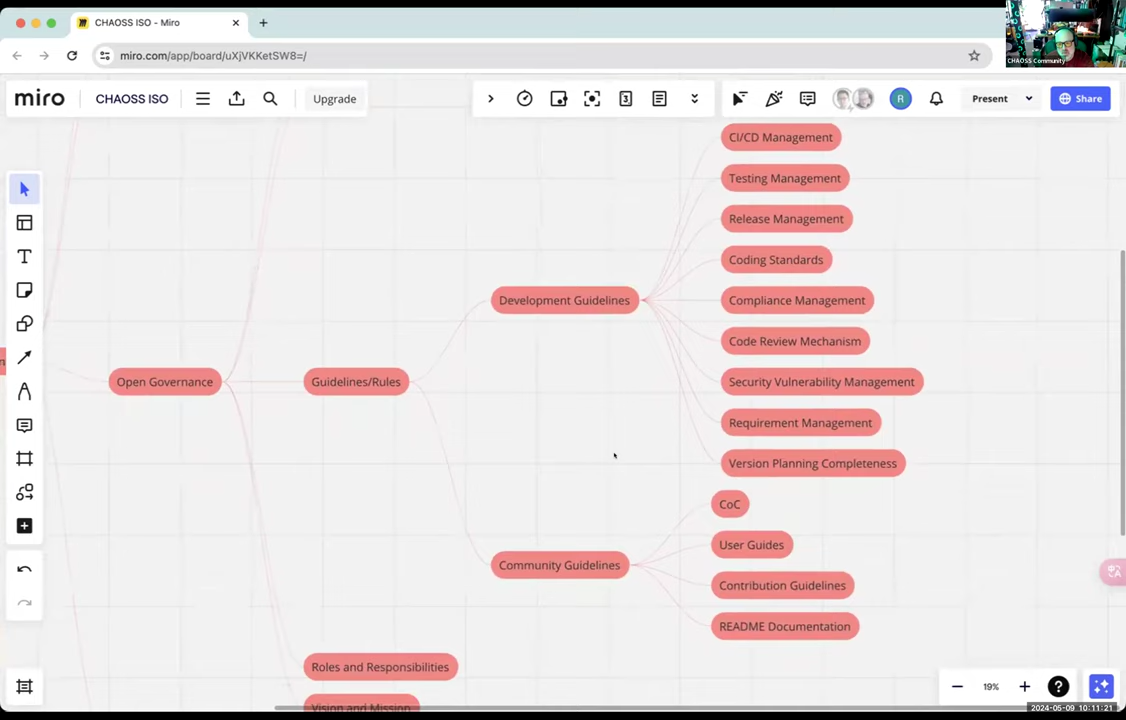 CHAOSS ISO - Miro
miro.com/app/board/uXjVKKetSW8=/
CHAOSS Community
miro
CHAOSS ISO
Upgrade
3
R
Present
Share
CI/CD Management
Testing Management
Release Management
Coding Standards
Development Guidelines
Compliance Management
Code Review Mechanism
Open Governance
Guidelines/Rules
Security Vulnerability Management
Requirement Management
Version Planning Completeness
CoC
User Guides
Community Guidelines
Contribution Guidelines
README Documentation
Roles and Responsibilities
Vision and Mission
19%
?
2024-05-09 10:11:21